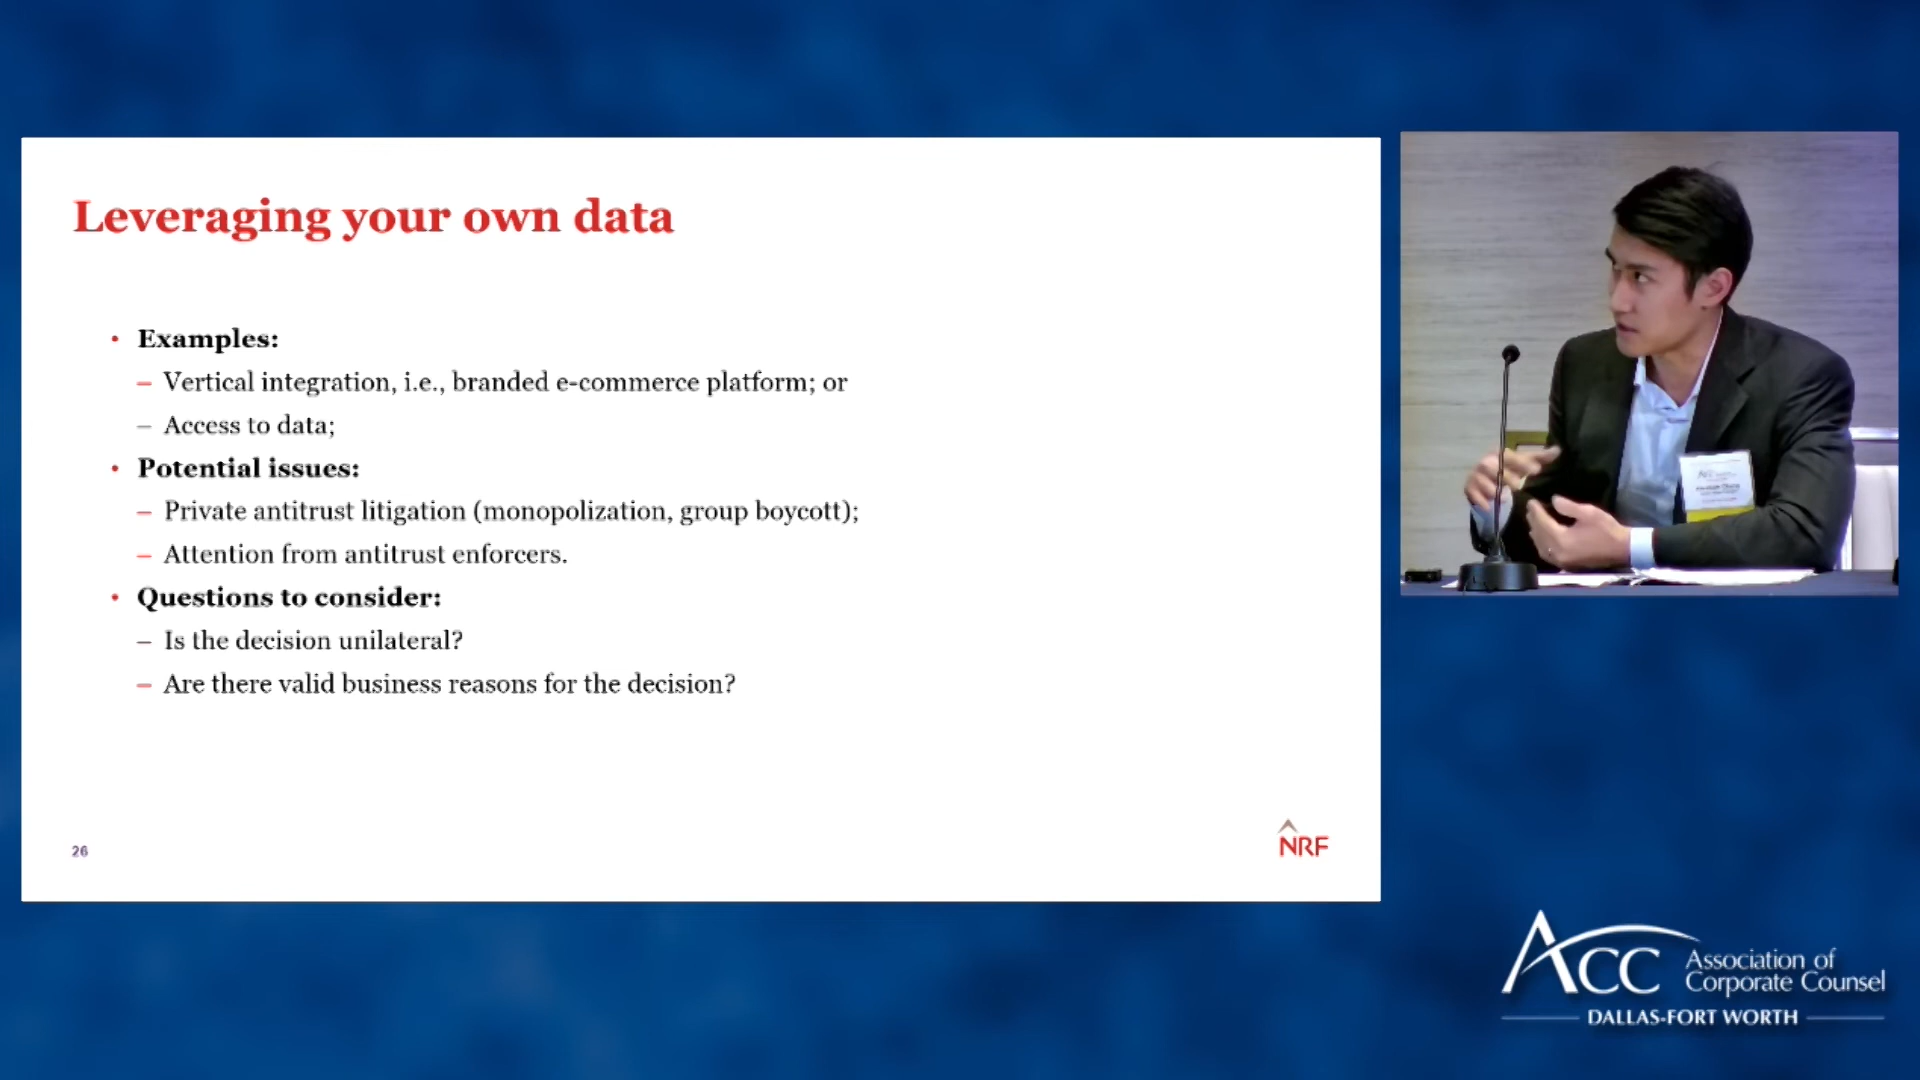 Leveraging your own data
• Examples:
– Vertical integration, i.e., branded e-commerce platform; or
– Access to data;
• Potential issues:
– Private antitrust litigation (monopolization, group boycott);
– Attention from antitrust enforcers.
• Questions to consider:
– Is the decision unilateral?
– Are there valid business reasons for the decision?
26
NRF
ACC
ACC Association of
Corporate Counsel
DALLAS-FORT WORTH